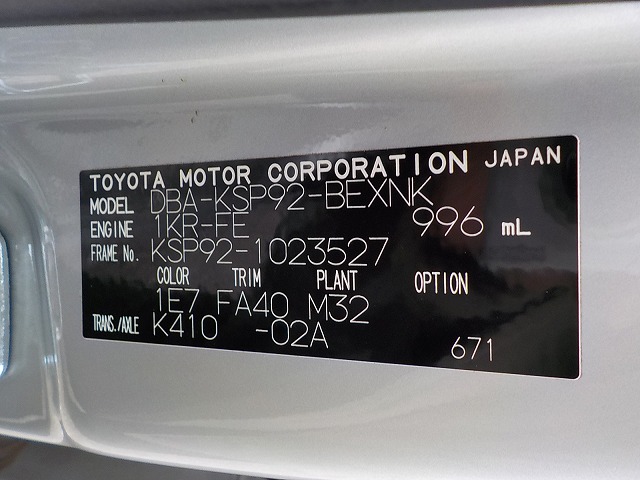 TOYOTA MOTOR CORPORATION JAPAN
MODEL DBA-KSP92-BEXNK
ENGINE 1KR-FE 996 mL
FRAME No. KSP92-1023527
COLOR TRIM PLANT OPTION
1E7 FA40 M32
TRANS./AXLE K410 -02A
671